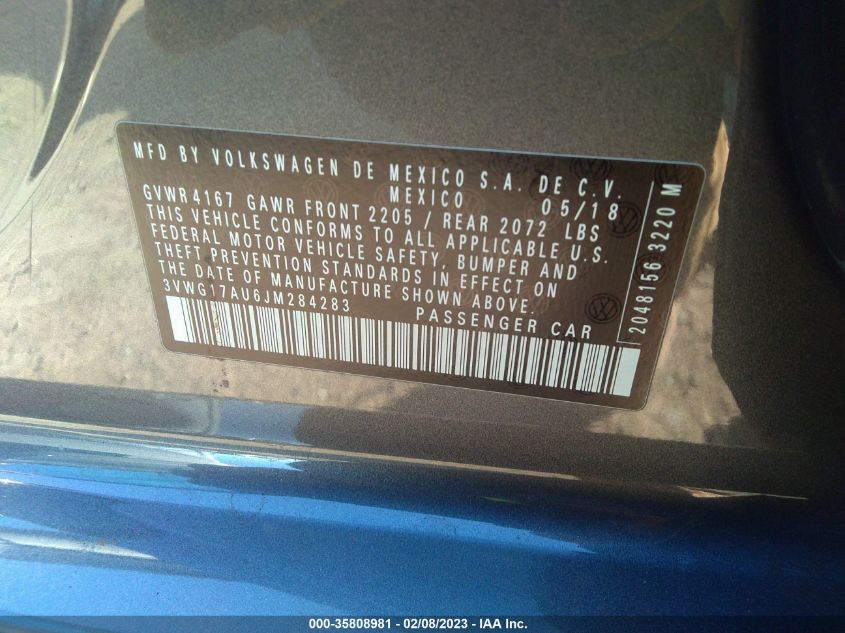 MFD BY VOLKSWAGEN DE MEXICO S.A. DE C.V.
MEXICO 05/18
GVWR 4167 GAWR FRONT 2205 / REAR 2072 LBS
THIS VEHICLE CONFORMS TO ALL APPLICABLE U.S.
FEDERAL MOTOR VEHICLE SAFETY, BUMPER AND
THEFT PREVENTION STANDARDS IN EFFECT ON
THE DATE OF MANUFACTURE SHOWN ABOVE.
3VWG17AU6JM284283 PASSENGER CAR
2048156 3220 M
000-35808981 - 02/08/2023 - IAA Inc.